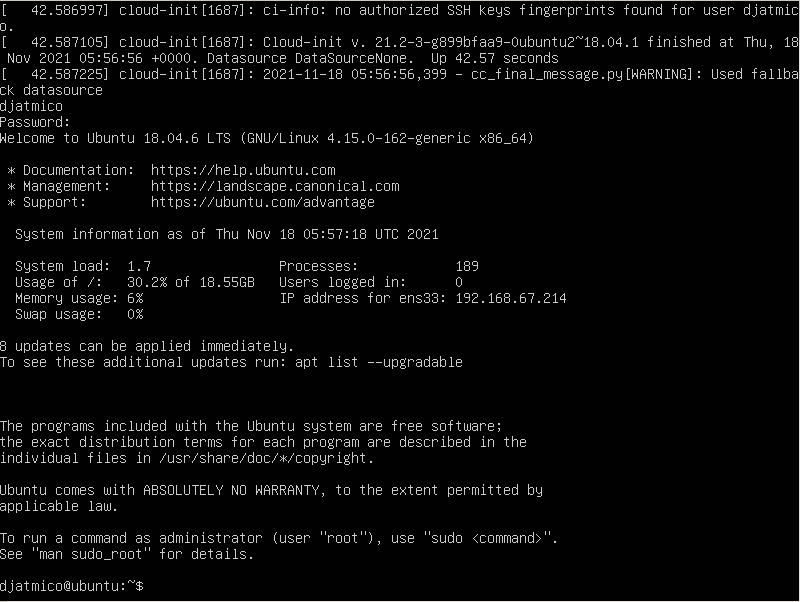 [   42.586997] cloud-init[1687]: ci-info: no authorized SSH keys fingerprints found for user djatmic
o.
[   42.587105] cloud-init[1687]: Cloud-init v. 21.2-3-g899bfaa9-0ubuntu2~18.04.1 finished at Thu, 18
 Nov 2021 05:56:56 +0000. Datasource DataSourceNone.  Up 42.57 seconds
[   42.587225] cloud-init[1687]: 2021-11-18 05:56:56,399 - cc_final_message.py[WARNING]: Used fallba
ck datasource
djatmico
Password:
Welcome to Ubuntu 18.04.6 LTS (GNU/Linux 4.15.0-162-generic x86_64)

 * Documentation:  https://help.ubuntu.com
 * Management:     https://landscape.canonical.com
 * Support:        https://ubuntu.com/advantage

  System information as of Thu Nov 18 05:57:18 UTC 2021

  System load:  1.7                Processes:            189
  Usage of /:   30.2% of 18.55GB   Users logged in:      0
  Memory usage: 6%                 IP address for ens33: 192.168.67.214
  Swap usage:   0%

8 updates can be applied immediately.
To see these additional updates run: apt list --upgradable

The programs included with the Ubuntu system are free software;
the exact distribution terms for each program are described in the
individual files in /usr/share/doc/*/copyright.

Ubuntu comes with ABSOLUTELY NO WARRANTY, to the extent permitted by
applicable law.

To run a command as administrator (user "root"), use "sudo <command>".
See "man sudo_root" for details.

djatmico@ubuntu:~$